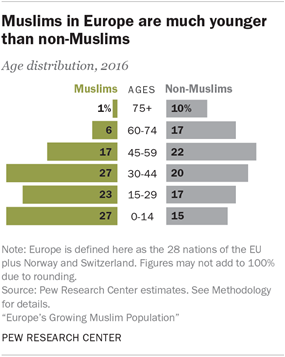 Muslims in Europe are much younger
than non-Muslims
Age distribution, 2016
Muslims AGES Non-Muslims
1% 75+ 10%
6 60-74 17
17 45-59 22
27 30-44 20
23 15-29 17
27 0-14 15
Note: Europe is defined here as the 28 nations of the EU
plus Norway and Switzerland. Figures may not add to 100%
due to rounding.
Source: Pew Research Center estimates. See Methodology
for details.
“Europe’s Growing Muslim Population”
PEW RESEARCH CENTER